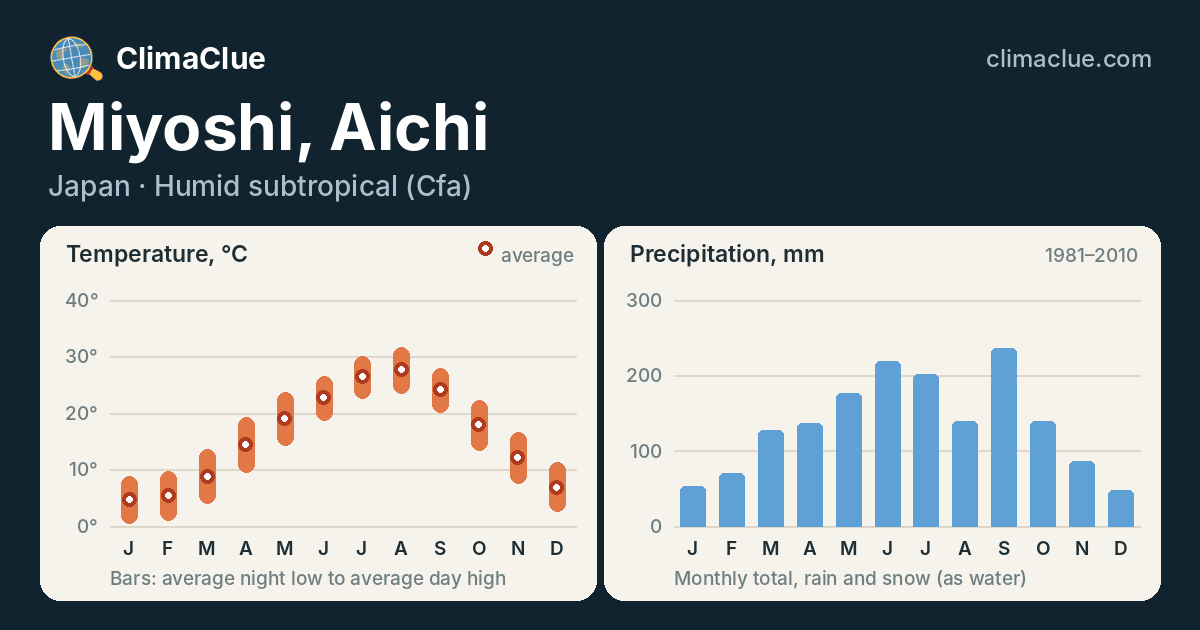 ClimaClue
climaclue.com
Miyoshi, Aichi
Japan · Humid subtropical (Cfa)
Temperature, °C
average
40°
30°
20°
10°
0°
J F M A M J J A S O N D
Bars: average night low to average day high
Precipitation, mm
1981–2010
300
200
100
0
J F M A M J J A S O N D
Monthly total, rain and snow (as water)